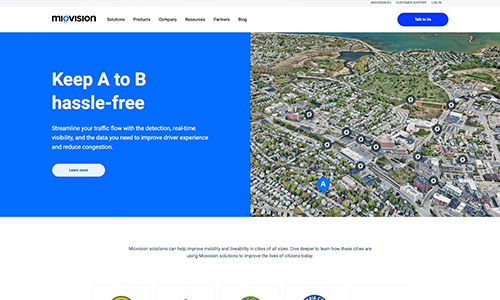 MIOVISION.EU CUSTOMER SUPPORT LOG IN
miovision Solutions Products Company Resources Partners Blog Talk to Us
Keep A to B
hassle-free
Streamline your traffic flow with the detection, real-time
visibility, and the data you need to improve driver experience
and reduce congestion.
Learn more
A
Miovision solutions can help improve mobility and liveability in cities of all sizes. Dive deeper to learn how these cities are
using Miovision solutions to improve the lives of citizens today.